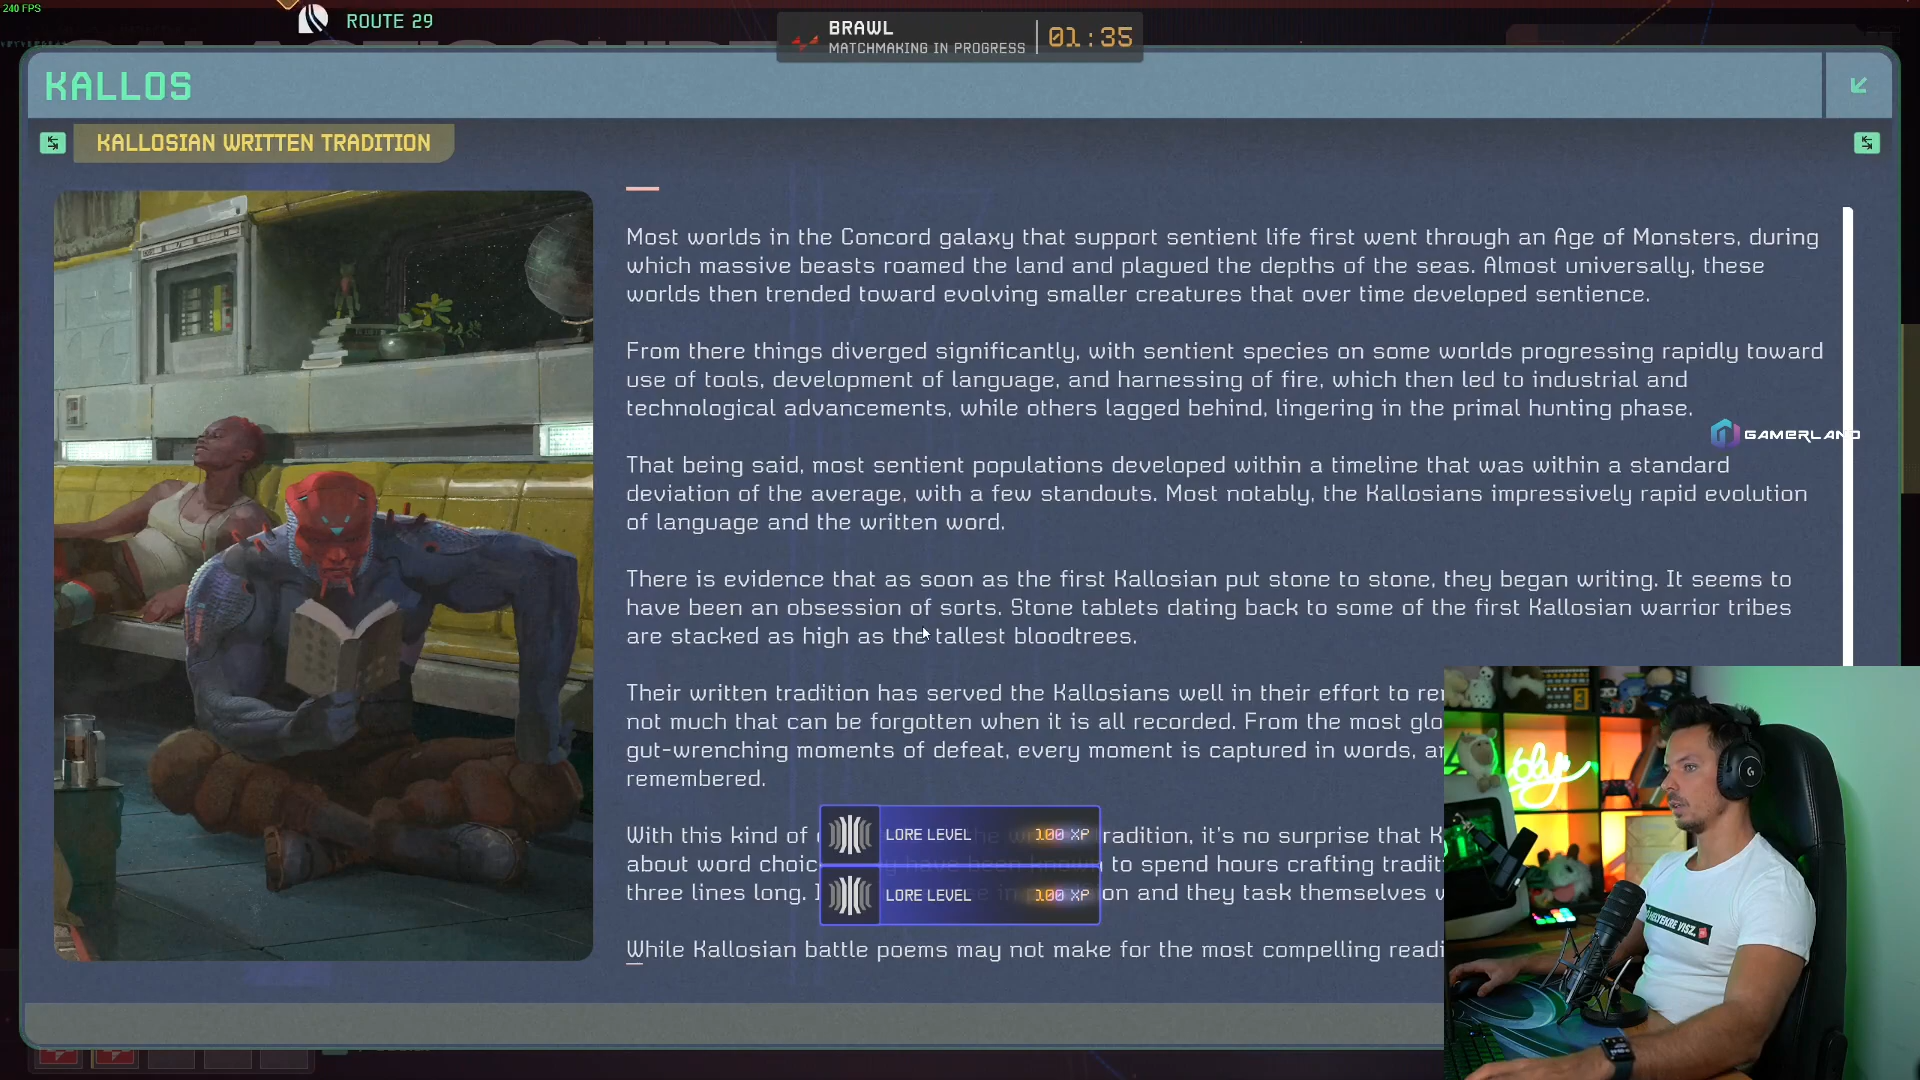 240 FPS
ROUTE 29
BRAWL
MATCHMAKING IN PROGRESS
01:35
KALLOS
KALLOSIAN WRITTEN TRADITION
Most worlds in the Concord galaxy that support sentient life first went through an Age of Monsters, during
which massive beasts roamed the land and plagued the depths of the seas. Almost universally, these
worlds then trended toward evolving smaller creatures that over time developed sentience.
From there things diverged significantly, with sentient species on some worlds progressing rapidly toward
use of tools, development of language, and harnessing of fire, which then led to industrial and
technological advancements, while others lagged behind, lingering in the primal hunting phase.
GAMERLAND
That being said, most sentient populations developed within a timeline that was within a standard
deviation of the average, with a few standouts. Most notably, the Kallosians impressively rapid evolution
of language and the written word.
There is evidence that as soon as the first Kallosian put stone to stone, they began writing. It seems to
have been an obsession of sorts. Stone tablets dating back to some of the first Kallosian warrior tribes
are stacked as high as the tallest bloodtrees.
Their written tradition has served the Kallosians well in their effort to
not much that can be forgotten when it is all recorded. From the most
gut-wrenching moments of defeat, every moment is captured in words,
remembered.
With this kind of tradition, it's no surprise that
about word to spend hours crafting
three lines long. and they task themselves
LORE LEVEL 100 XP
LORE LEVEL 100 XP
While Kallosian battle poems may not make for the most compelling
HELYEKRE VISZ.